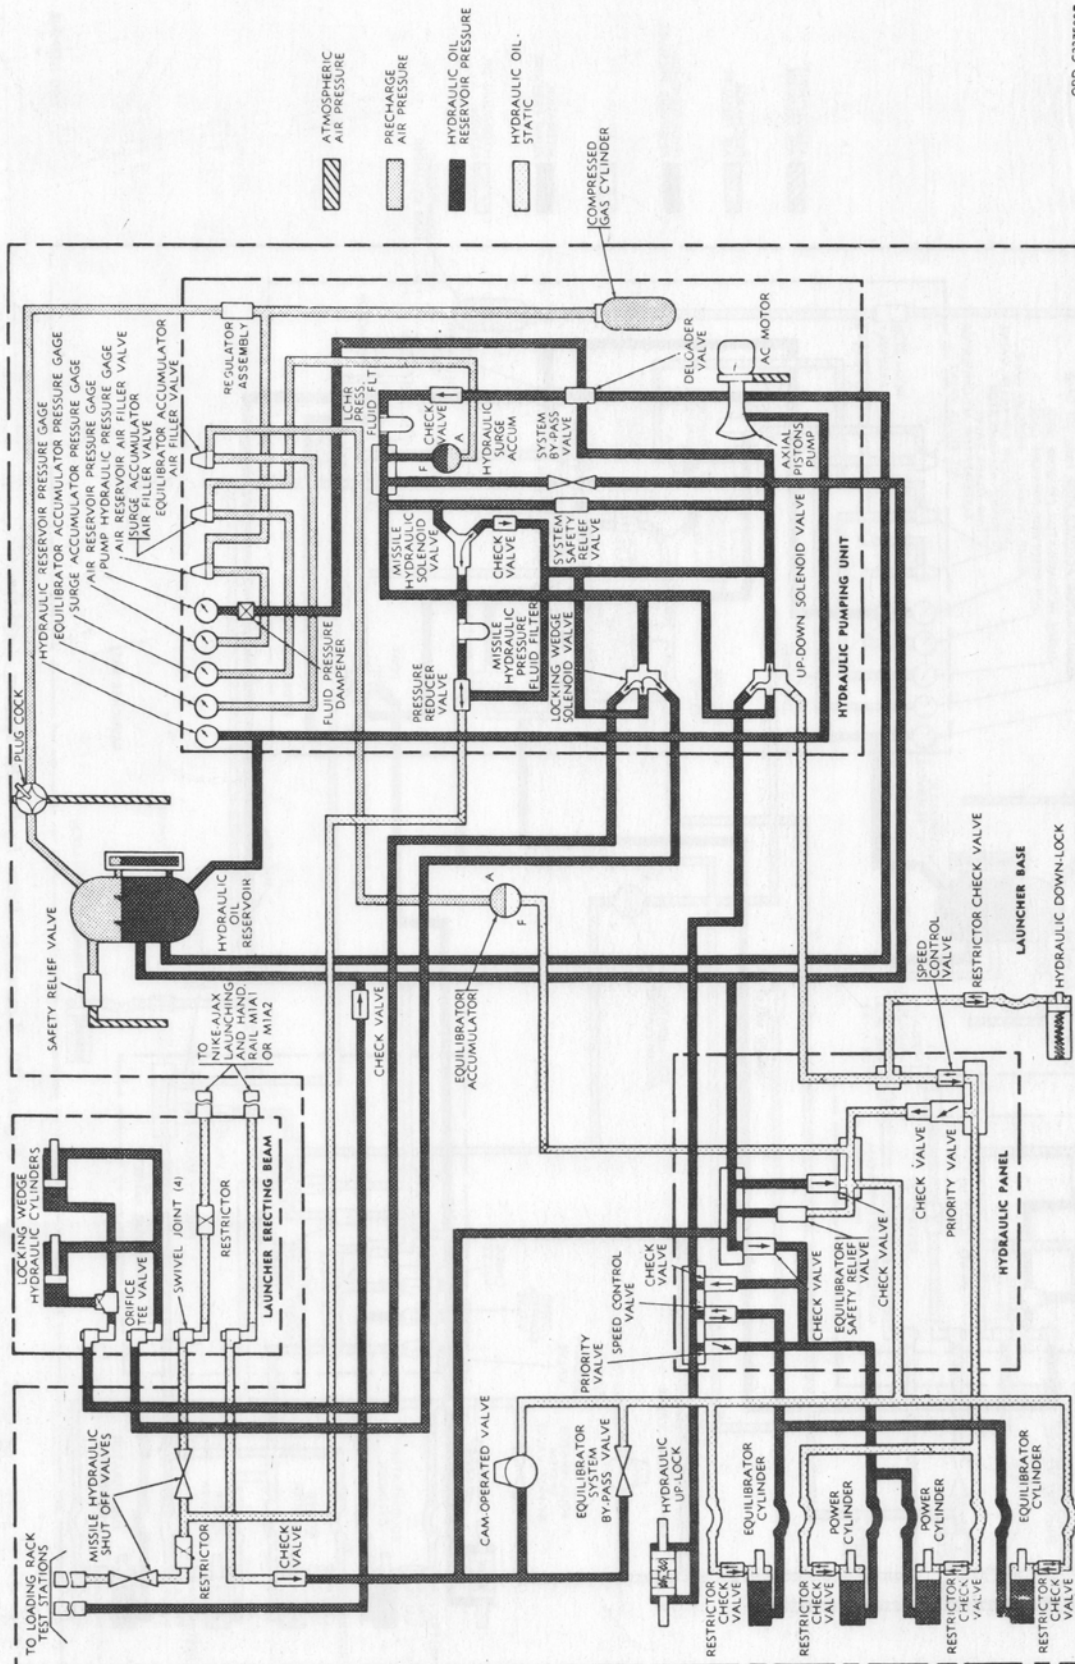 ATMOSPHERIC
AIR PRESSURE
PRECHARGE
AIR PRESSURE
HYDRAULIC OIL
RESERVOIR PRESSURE
HYDRAULIC OIL-
STATIC
PLUG COCK
HYDRAULIC RESERVOIR PRESSURE GAGE
EQUILIBRATOR ACCUMULATOR PRESSURE GAGE
SURGE ACCUMULATOR PRESSURE GAGE
AIR RESERVOIR PRESSURE GAGE
PUMP HYDRAULIC PRESSURE GAGE
AIR RESERVOIR AIR FILLER VALVE
SURGE ACCUMULATOR
AIR FILLER VALVE
EQUILIBRATOR ACCUMULATOR
AIR FILLER VALVE
REGULATOR
ASSEMBLY
COMPRESSED
GAS CYLINDER
FLUID PRESSURE
DAMPENER
LCHR
PRESS.
FLUID FLT
CHECK
VALVE
F
A
HYDRAULIC
SURGE
ACCUM
SYSTEM
BY-PASS
VALVE
DELOADER
VALVE
AC MOTOR
AXIAL
PISTONS
PUMP
MISSILE
HYDRAULIC
SOLENOID
VALVE
CHECK
VALVE
SYSTEM
SAFETY
RELIEF
VALVE
PRESSURE
REDUCER
VALVE
MISSILE
HYDRAULIC
PRESSURE
FLUID FILTER
LOCKING WEDGE
SOLENOID VALVE
UP-DOWN SOLENOID VALVE
HYDRAULIC PUMPING UNIT
SAFETY RELIEF VALVE
HYDRAULIC
OIL
RESERVOIR
TO
NIKE-AJAX
LAUNCHING
AND HAND.
RAIL M1A1
OR M1A2
CHECK VALVE
EQUILIBRATOR
ACCUMULATOR
A
F
SPEED
CONTROL
VALVE
RESTRICTOR CHECK VALVE
LAUNCHER BASE
HYDRAULIC DOWN-LOCK
LOCKING WEDGE
HYDRAULIC CYLINDERS
ORIFICE
TEE VALVE
SWIVEL JOINT (4)
RESTRICTOR
LAUNCHER ERECTING BEAM
CHECK
VALVE
SPEED CONTROL
VALVE
PRIORITY
VALVE
CHECK VALVE
EQUILIBRATOR
SAFETY RELIEF
VALVE
CHECK VALVE
CHECK VALVE
PRIORITY VALVE
HYDRAULIC PANEL
TO LOADING RACK
TEST STATIONS
MISSILE HYDRAULIC
SHUT OFF VALVES
RESTRICTOR
CHECK
VALVE
CAM-OPERATED VALVE
EQUILIBRATOR
SYSTEM
BY-PASS VALVE
HYDRAULIC
UP-LOCK
RESTRICTOR
CHECK
VALVE
EQUILIBRATOR
CYLINDER
RESTRICTOR
CHECK
VALVE
POWER
CYLINDER
POWER
CYLINDER
RESTRICTOR
CHECK
VALVE
EQUILIBRATOR
CYLINDER
RESTRICTOR
CHECK
VALVE